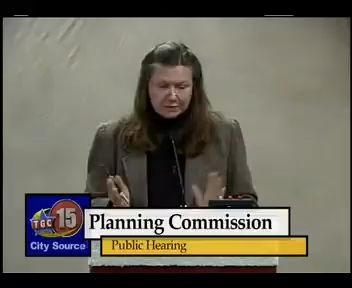 Planning Commission
Public Hearing
TGC 15
City Source